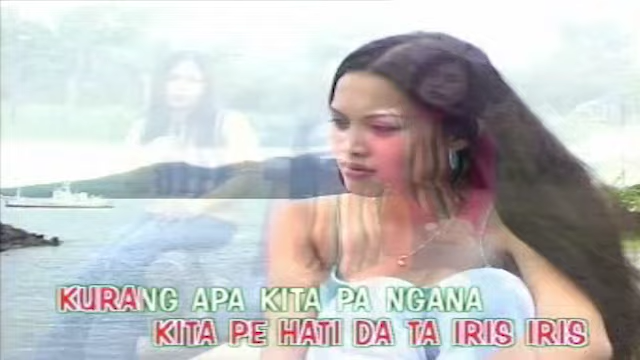 KURANG APA KITA PA NGANA
KITA PE HATI DA TA IRIS IRIS